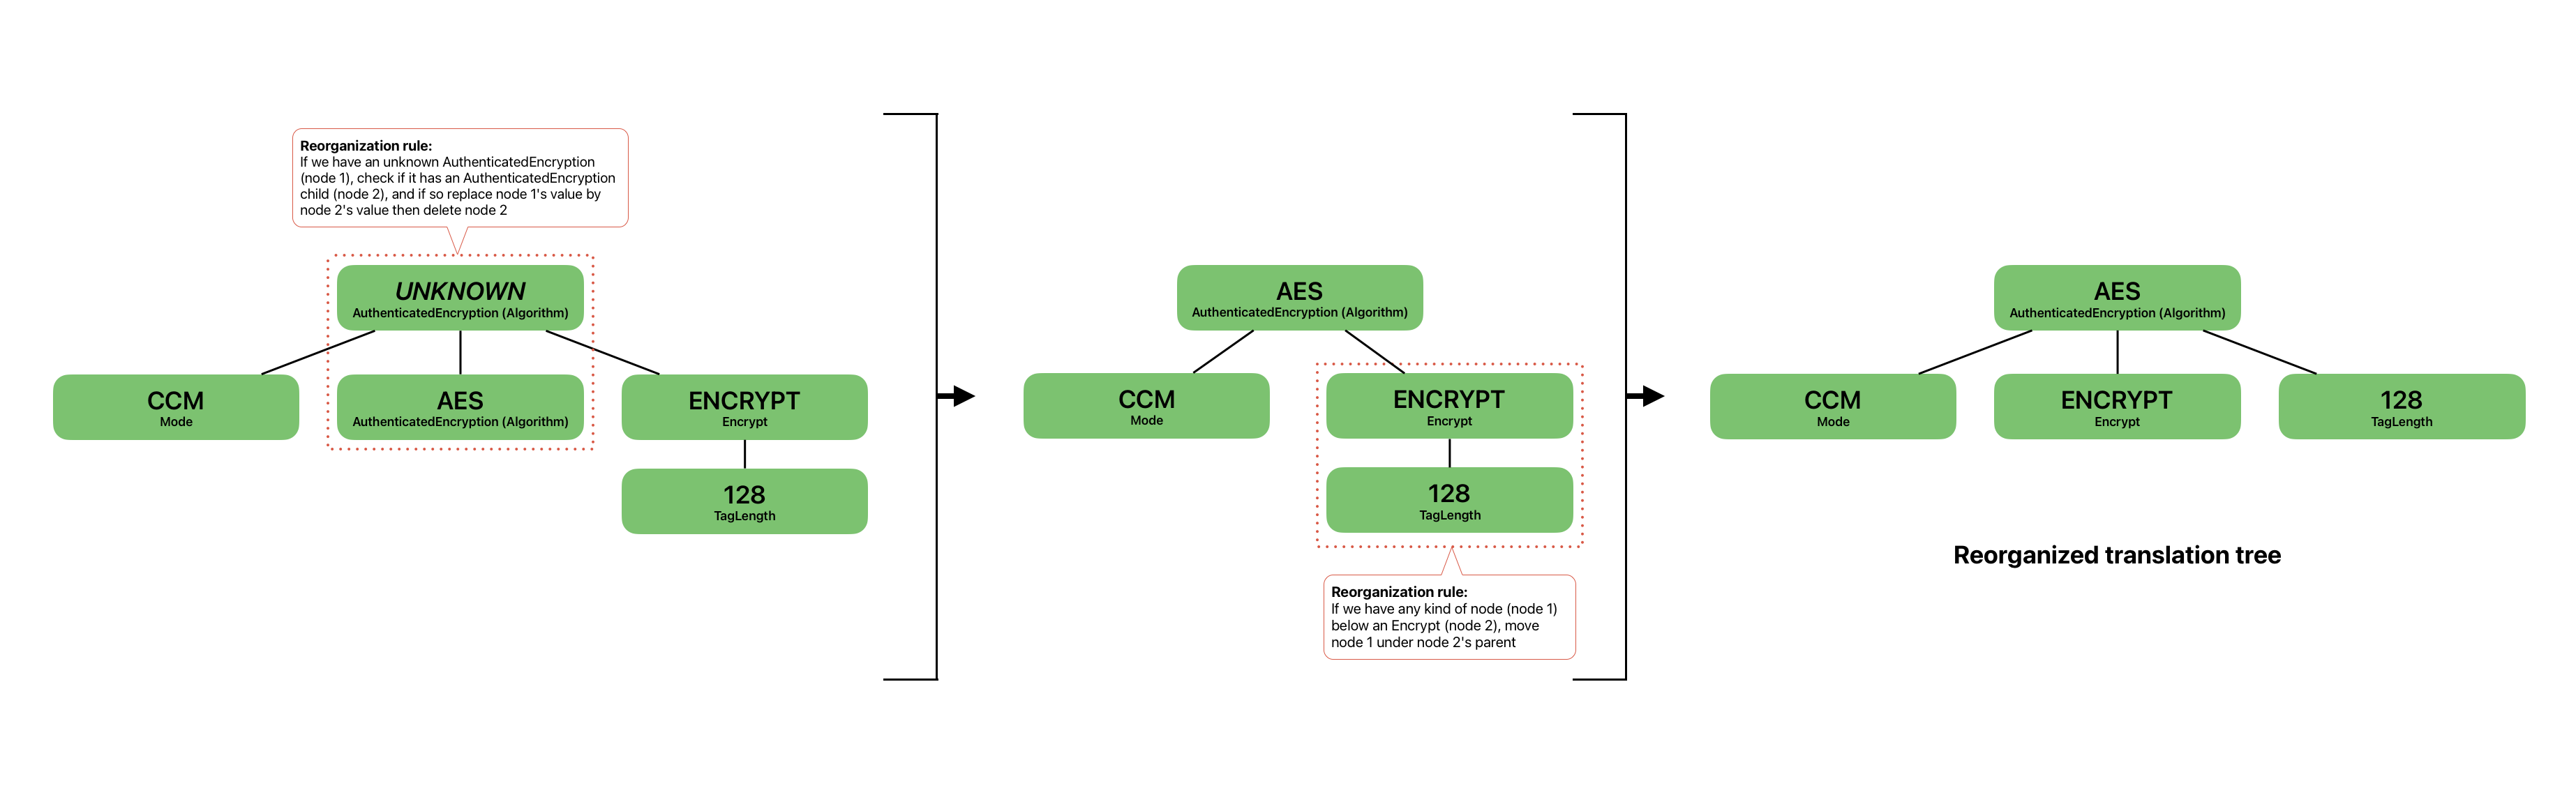 Reorganization rule:
If we have an unknown AuthenticatedEncryption
(node 1), check if it has an AuthenticatedEncryption
child (node 2), and if so replace node 1's value by
node 2's value then delete node 2
UNKNOWN
AuthenticatedEncryption (Algorithm)
CCM
Mode
AES
AuthenticatedEncryption (Algorithm)
ENCRYPT
Encrypt
128
TagLength
AES
AuthenticatedEncryption (Algorithm)
CCM
Mode
ENCRYPT
Encrypt
128
TagLength
Reorganization rule:
If we have any kind of node (node 1)
below an Encrypt (node 2), move
node 1 under node 2's parent
AES
AuthenticatedEncryption (Algorithm)
CCM
Mode
ENCRYPT
Encrypt
128
TagLength
Reorganized translation tree